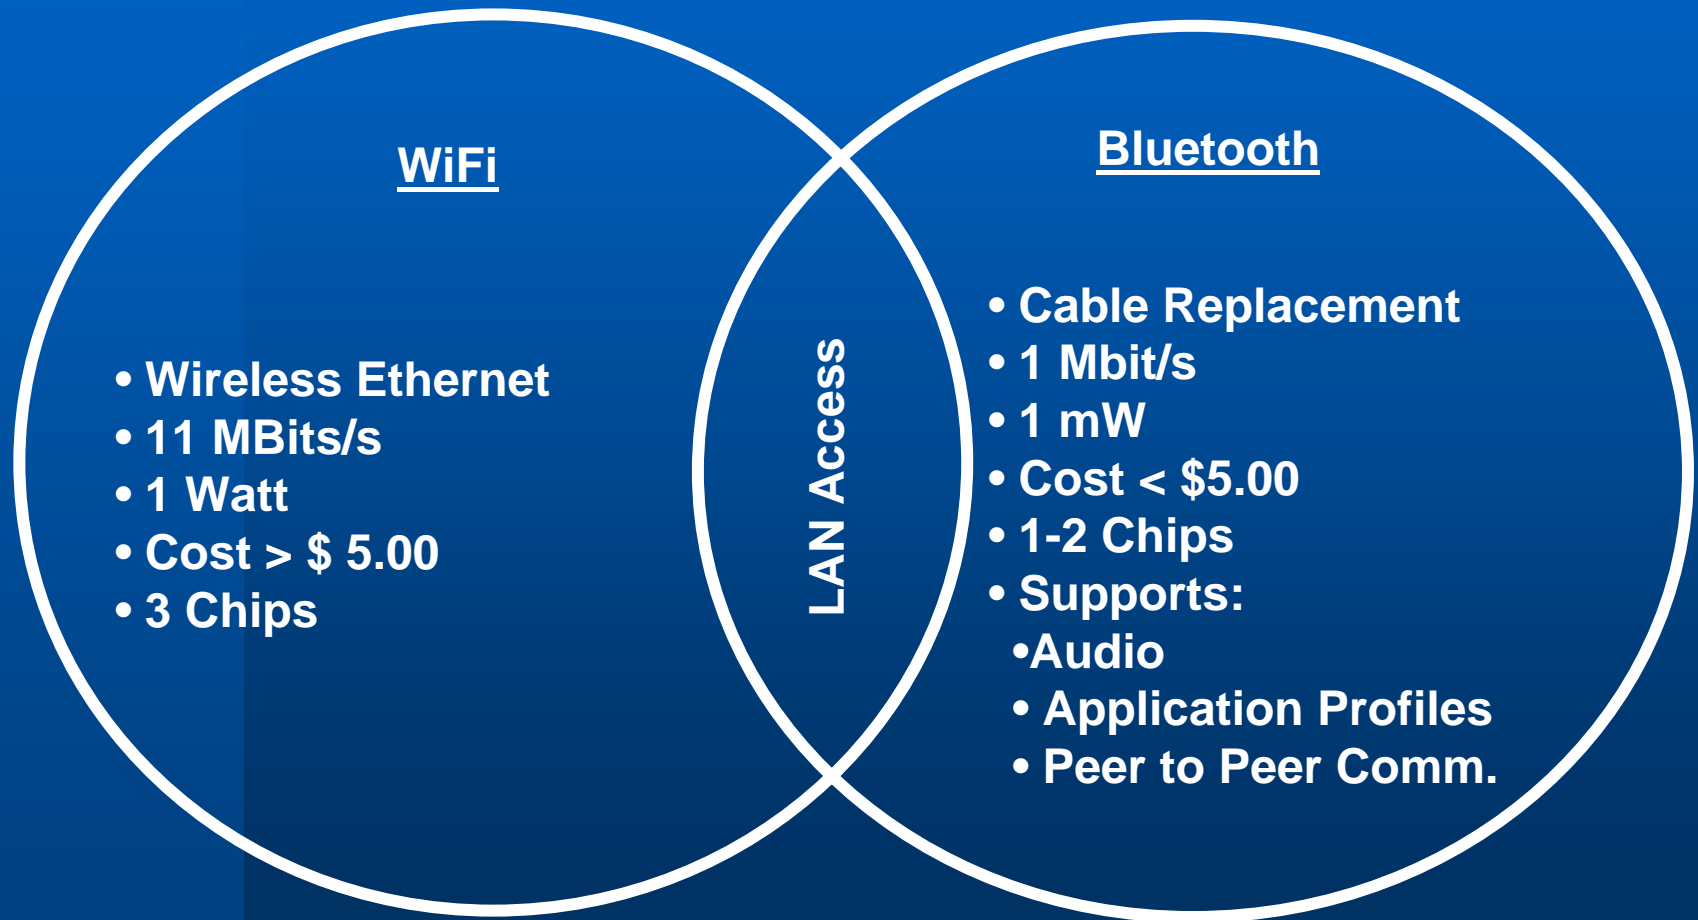 WiFi
• Wireless Ethernet
• 11 MBits/s
• 1 Watt
• Cost > $ 5.00
• 3 Chips
LAN Access
Bluetooth
• Cable Replacement
• 1 Mbit/s
• 1 mW
• Cost < $5.00
• 1-2 Chips
• Supports:
•Audio
• Application Profiles
• Peer to Peer Comm.